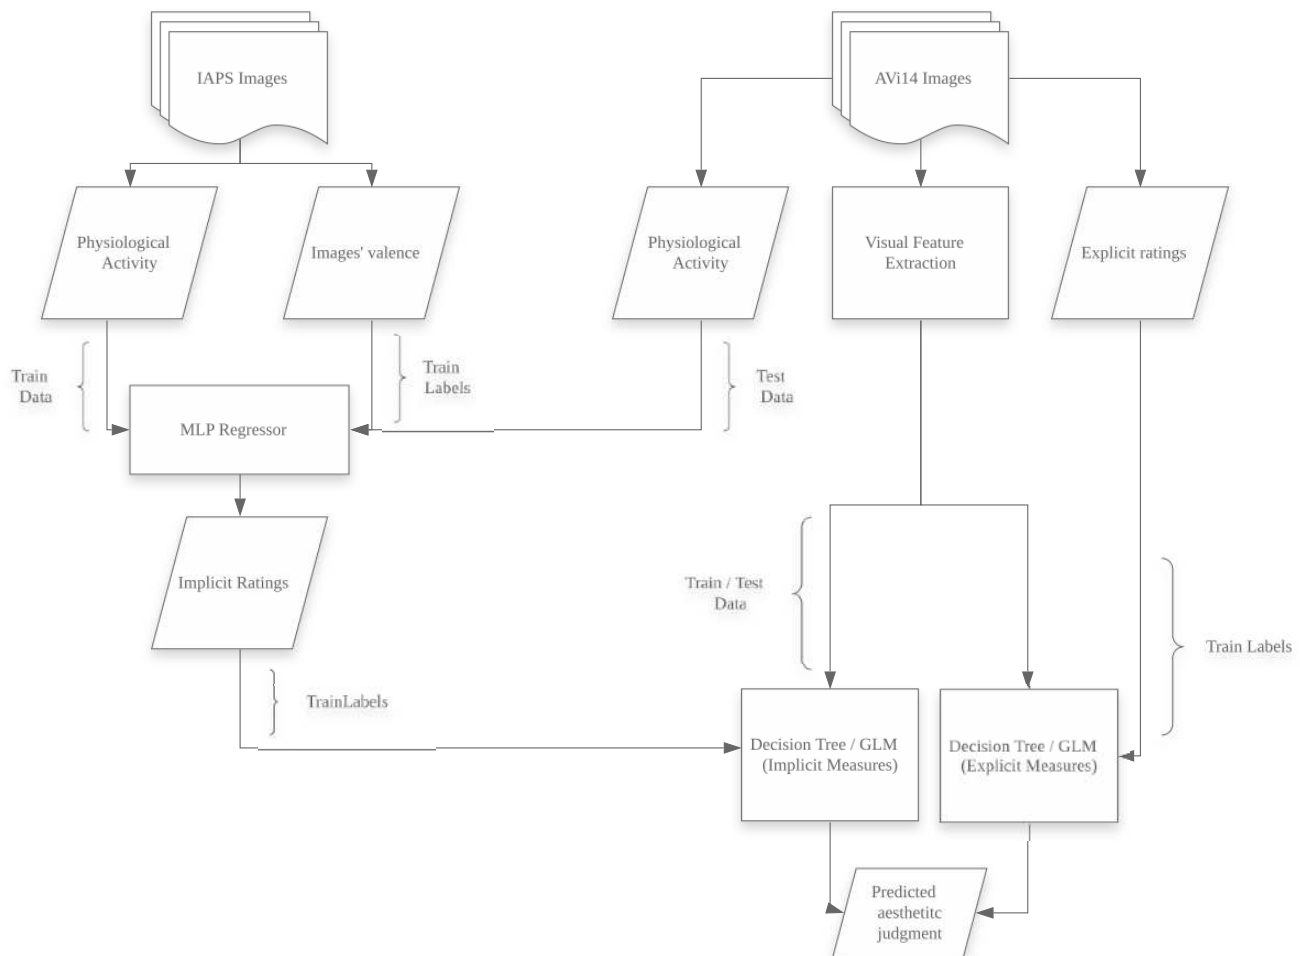 IAPS Images
AVi14 Images
Physiological
Activity
Images' valence
Physiological
Activity
Visual Feature
Extraction
Explicit ratings
Train
Data
Train
Labels
Test
Data
MLP Regressor
Implicit Ratings
Train / Test
Data
Train Labels
TrainLabels
Decision Tree / GLM
(Implicit Measures)
Decision Tree / GLM
(Explicit Measures)
Predicted
aesthetitc
judgment